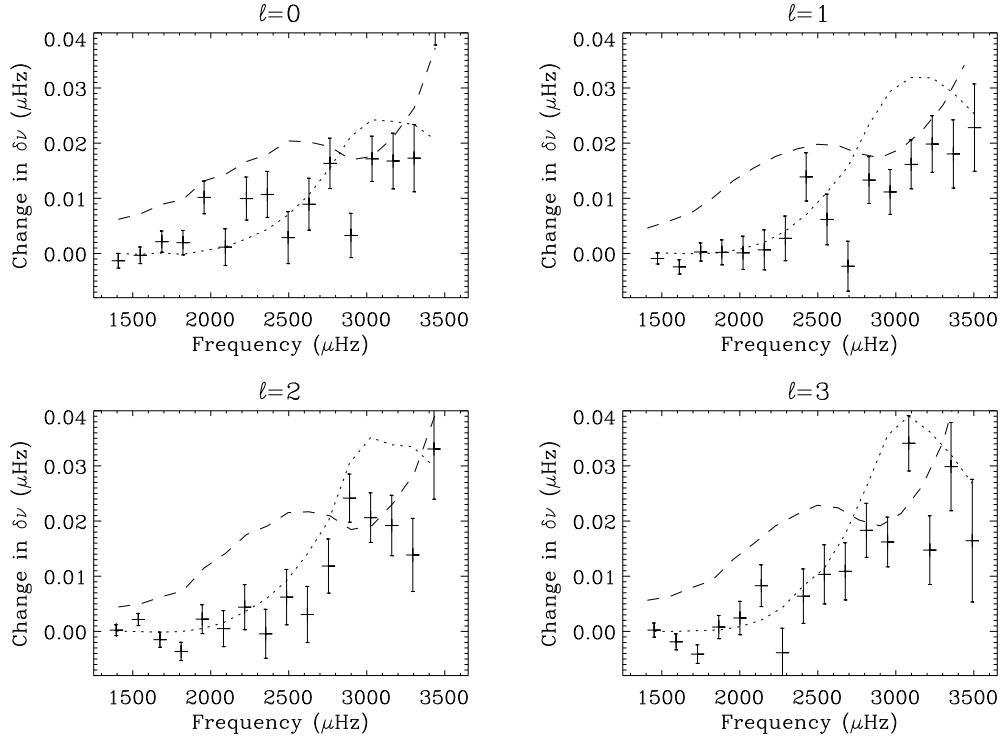 ℓ=0
Change in δν (μHz)
0.04
0.03
0.02
0.01
0.00
1500 2000 2500 3000 3500
Frequency (μHz)
ℓ=1
Change in δν (μHz)
0.04
0.03
0.02
0.01
0.00
1500 2000 2500 3000 3500
Frequency (μHz)
ℓ=2
Change in δν (μHz)
0.04
0.03
0.02
0.01
0.00
1500 2000 2500 3000 3500
Frequency (μHz)
ℓ=3
Change in δν (μHz)
0.04
0.03
0.02
0.01
0.00
1500 2000 2500 3000 3500
Frequency (μHz)